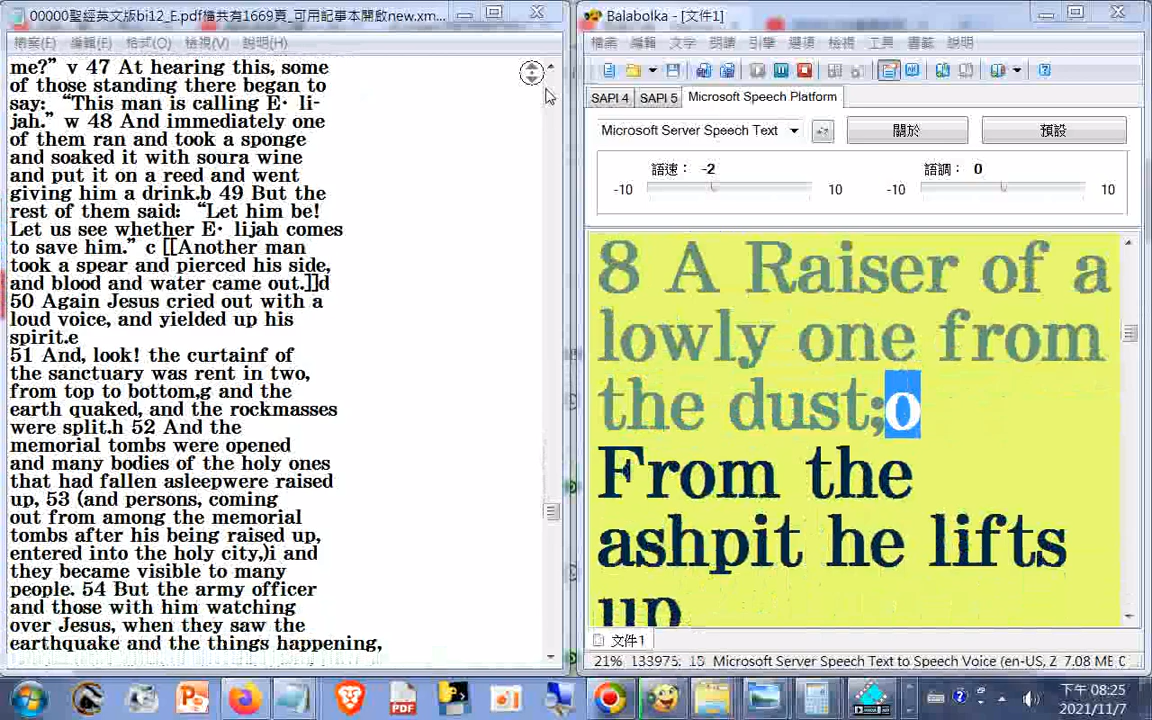 00000聖經英文版bi12_E.pdf檔共有1669頁_可用記事本開啟new.xm...
檔案(E) 編輯(E) 格式(O) 檢視(V) 說明(H)
me?” v 47 At hearing this, some
of those standing there began to
say: “This man is calling E· li-
jah.” w 48 And immediately one
of them ran and took a sponge
and soaked it with soura wine
and put it on a reed and went
giving him a drink.b 49 But the
rest of them said: “Let him be!
Let us see whether E· lijah comes
to save him.” c [[Another man
took a spear and pierced his side,
and blood and water came out.]]d
50 Again Jesus cried out with a
loud voice, and yielded up his
spirit.e
51 And, look! the curtainf of
the sanctuary was rent in two,
from top to bottom,g and the
earth quaked, and the rockmasses
were split.h 52 And the
memorial tombs were opened
and many bodies of the holy ones
that had fallen asleepwere raised
up, 53 (and persons, coming
out from among the memorial
tombs after his being raised up,
entered into the holy city,)i and
they became visible to many
people. 54 But the army officer
and those with him watching
over Jesus, when they saw the
earthquake and the things happening,
Balabolka - [文件1]
檔案 編輯 文字 朗讀 引擎 選項 檢視 工具 書籤 說明
SAPI 4 SAPI 5 Microsoft Speech Platform
Microsoft Server Speech Text 關於 預設
語速： -2 語調： 0
-10 10 -10 10
8 A Raiser of a
lowly one from
the dust;o
From the
ashpit he lifts
up
文件1
21% 133975: 15 Microsoft Server Speech Text to Speech Voice (en-US, Z 7.08 MB
PDF
下午 08:25
2021/11/7